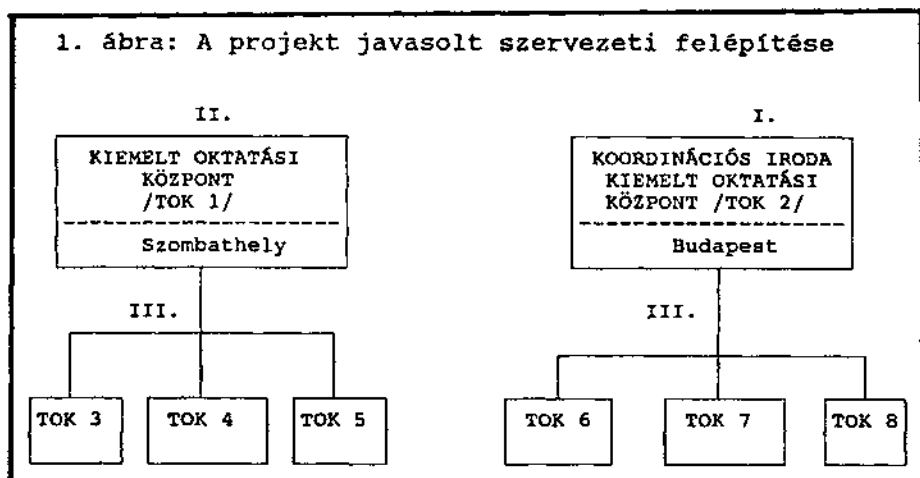 1. ábra: A projekt javasolt szervezeti felépítése
II.
KIEMELT OKTATÁSI
KÖZPONT
/TOK 1/
Szombathely
III.
TOK 3
TOK 4
TOK 5
I.
KOORDINÁCIÓS IRODA
KIEMELT OKTATÁSI
KÖZPONT /TOK 2/
Budapest
III.
TOK 6
TOK 7
TOK 8